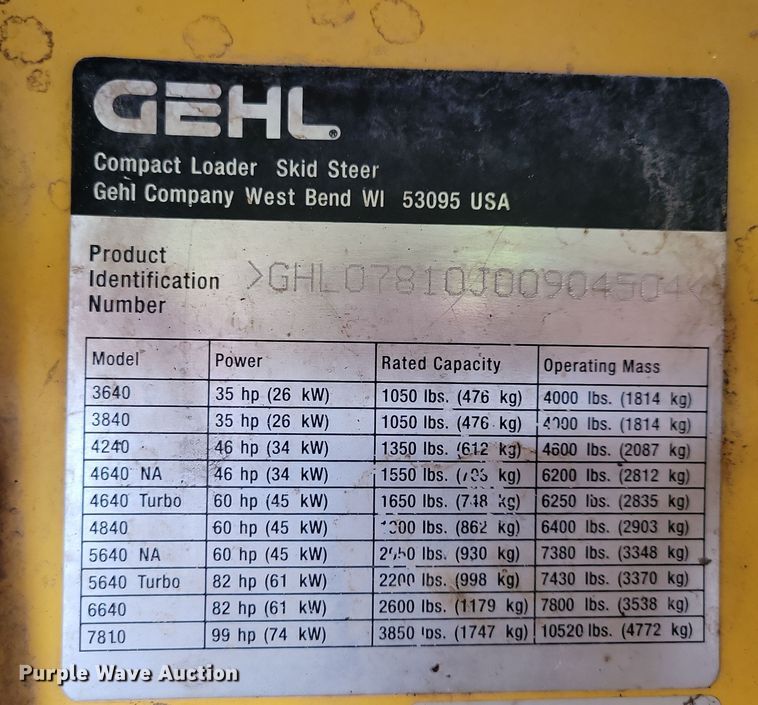 GEHL®
Compact Loader Skid Steer
Gehl Company West Bend WI 53095 USA
Product
Identification
Number
>GHL07810J00904504<
Model Power Rated Capacity Operating Mass
3640 35 hp (26 kW) 1050 lbs. (476 kg) 4000 lbs. (1814 kg)
3840 35 hp (26 kW) 1050 lbs. (476 kg) 4000 lbs. (1814 kg)
4240 46 hp (34 kW) 1350 lbs. (612 kg) 4600 lbs. (2087 kg)
4640 NA 46 hp (34 kW) 1550 lbs. kg) 6200 lbs. (2812 kg)
4640 Turbo 60 hp (45 kW) 1650 lbs. (748 kg) 6250 lbs. (2835 kg)
4840 60 hp (45 kW) lbs. (862 kg) 6400 lbs. (2903 kg)
5640 NA 60 hp (45 kW) lbs. (930 kg) 7380 lbs. (3348 kg)
5640 Turbo 82 hp (61 kW) 2200 lbs. (998 kg) 7430 lbs. (3370 kg)
6640 82 hp (61 kW) 2600 lbs. (1179 kg) 7800 lbs. (3538 kg)
7810 99 hp (74 kW) 3850 lbs. (1747 kg) 10520 lbs. (4772 kg)
Purple Wave Auction